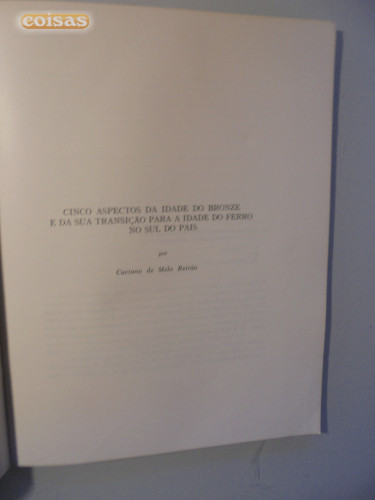 coisas
CINCO ASPECTOS DA IDADE DO BRONZE
E DA SUA TRANSIÇÃO PARA A IDADE DO FERRO
NO SUL DO PAÍS
por
Caetano de Melo Beirão